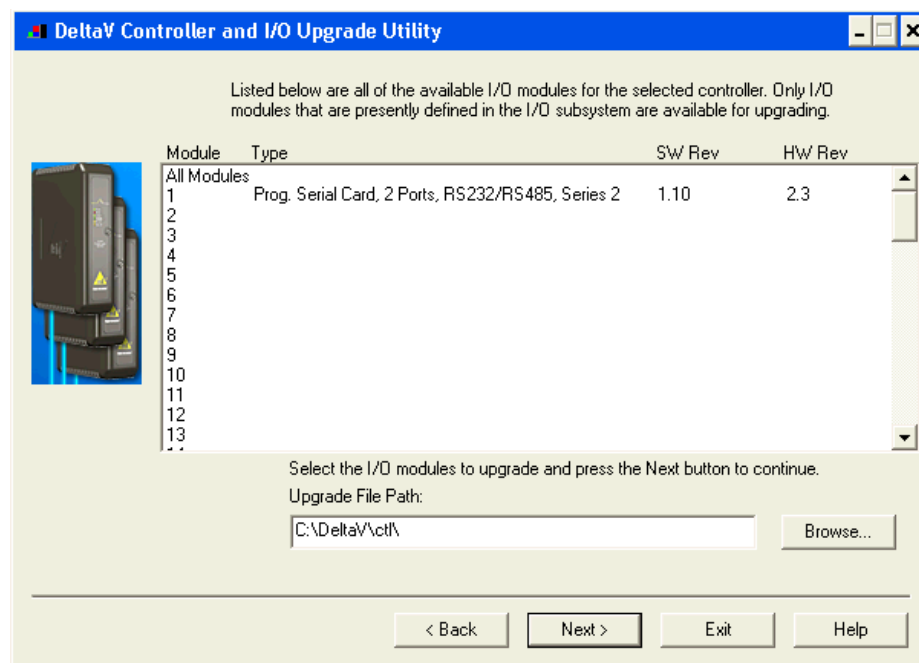 DeltaV Controller and I/O Upgrade Utility
Listed below are all of the available I/O modules for the selected controller. Only I/O
modules that are presently defined in the I/O subsystem are available for upgrading.
Module Type SW Rev HW Rev
All Modules
1 Prog. Serial Card, 2 Ports, RS232/RS485, Series 2 1.10 2.3
2
3
4
5
6
7
8
9
10
11
12
13
Select the I/O modules to upgrade and press the Next button to continue.
Upgrade File Path:
C:\DeltaV\ctl\
Browse...
< Back Next > Exit Help